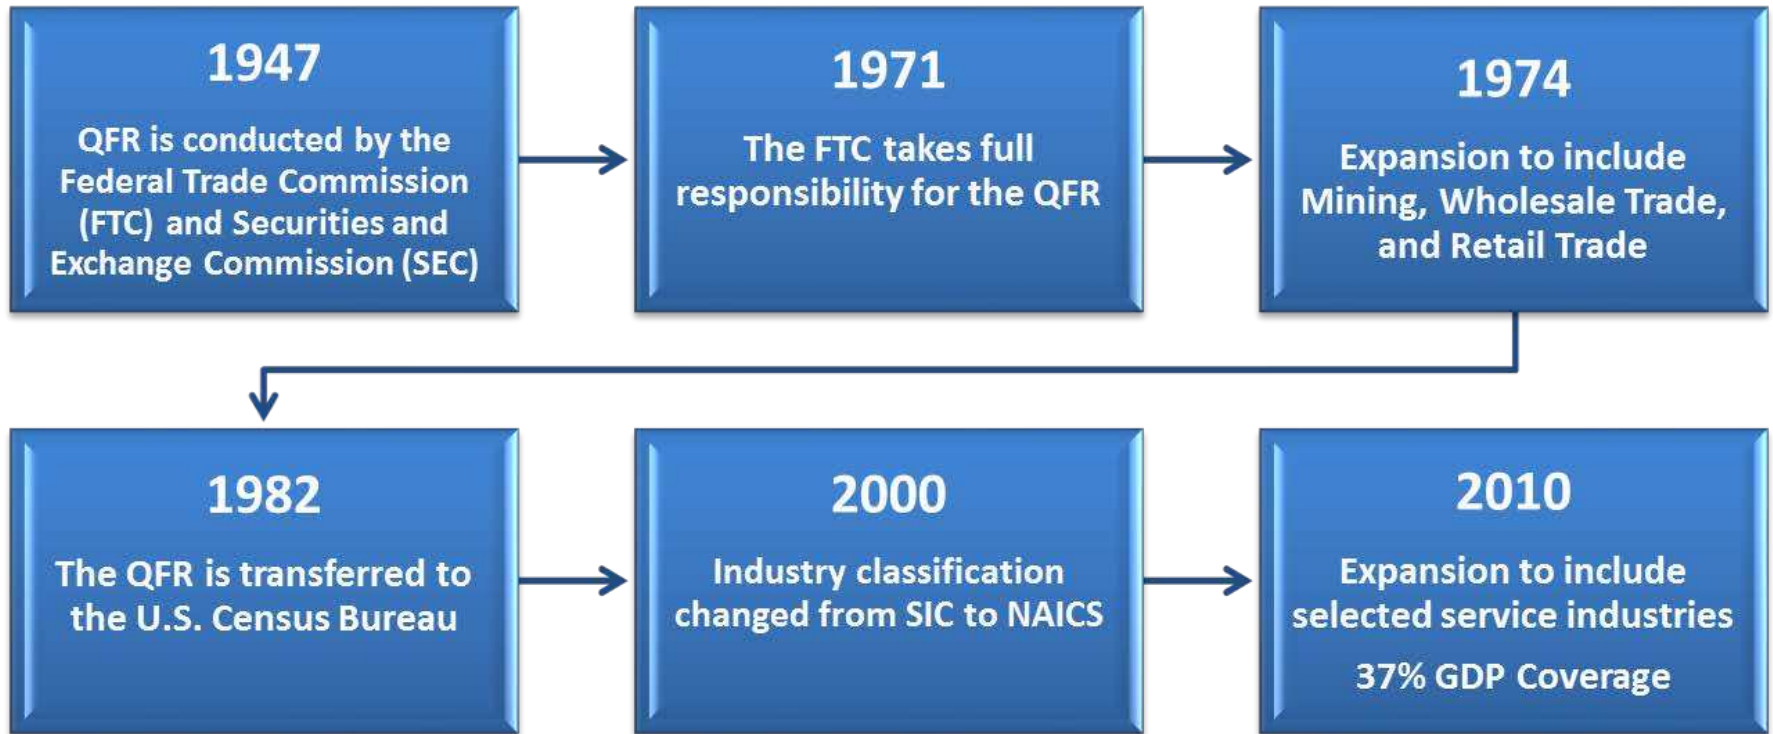 1947
QFR is conducted by the
Federal Trade Commission
(FTC) and Securities and
Exchange Commission (SEC)
1971
The FTC takes full
responsibility for the QFR
1974
Expansion to include
Mining, Wholesale Trade,
and Retail Trade
1982
The QFR is transferred to
the U.S. Census Bureau
2000
Industry classification
changed from SIC to NAICS
2010
Expansion to include
selected service industries
37% GDP Coverage